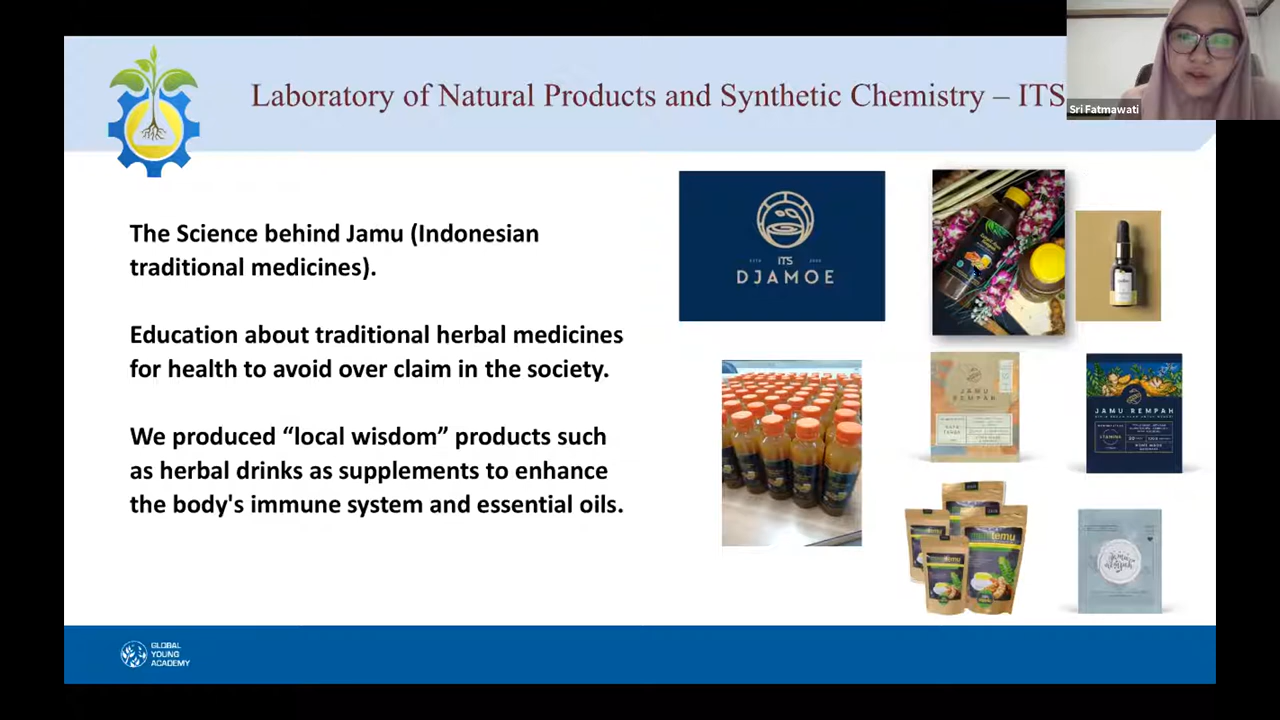 Laboratory of Natural Products and Synthetic Chemistry – ITS
Sri Fatmawati
The Science behind Jamu (Indonesian
traditional medicines).
Education about traditional herbal medicines
for health to avoid over claim in the society.
We produced “local wisdom” products such
as herbal drinks as supplements to enhance
the body's immune system and essential oils.
ITS
DJAMOE
JAMU
REMPAH
JAMU REMPAH
STAMINA
temu
GLOBAL
YOUNG
ACADEMY